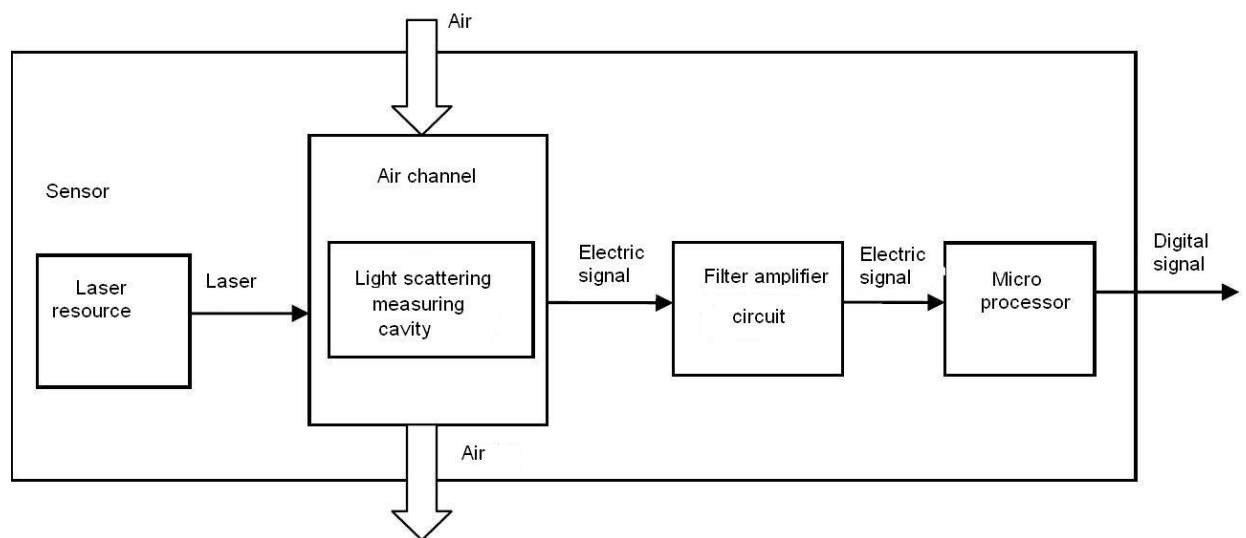 Air
Sensor
Air channel
Laser
resource
Laser
Light scattering
measuring
cavity
Electric
signal
Filter amplifier
circuit
Electric
signal
Micro
processor
Digital
signal
Air